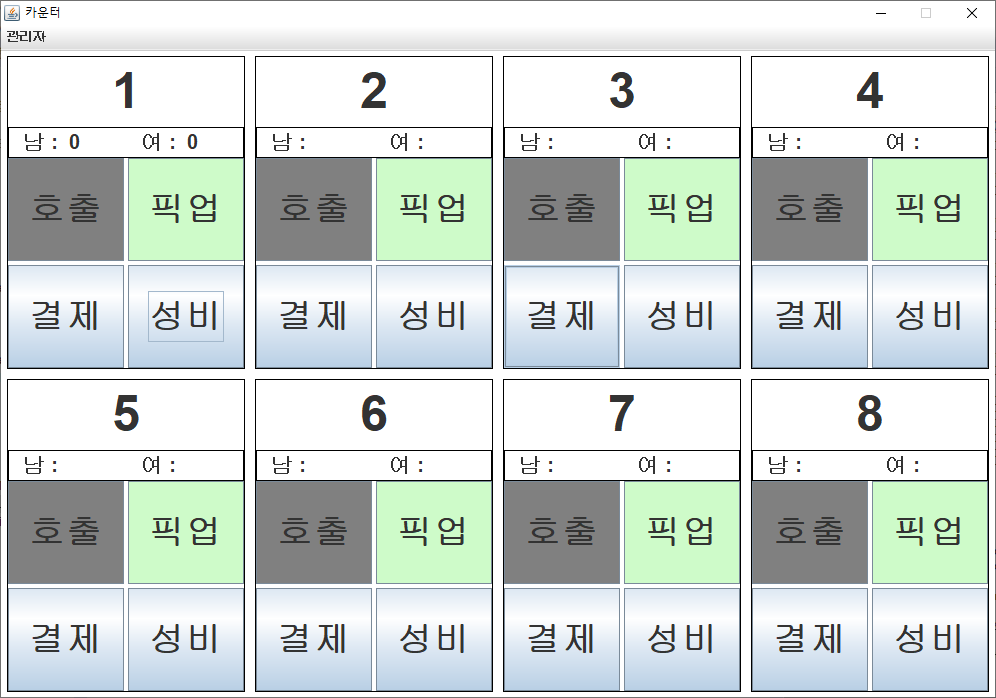 카운터
관리자
1 2 3 4
남 : 0 여 : 0 남 : 여 : 남 : 여 : 남 : 여 :
호출 픽업 호출 픽업 호출 픽업 호출 픽업
결제 성비 결제 성비 결제 성비 결제 성비
5 6 7 8
남 : 여 : 남 : 여 : 남 : 여 : 남 : 여 :
호출 픽업 호출 픽업 호출 픽업 호출 픽업
결제 성비 결제 성비 결제 성비 결제 성비